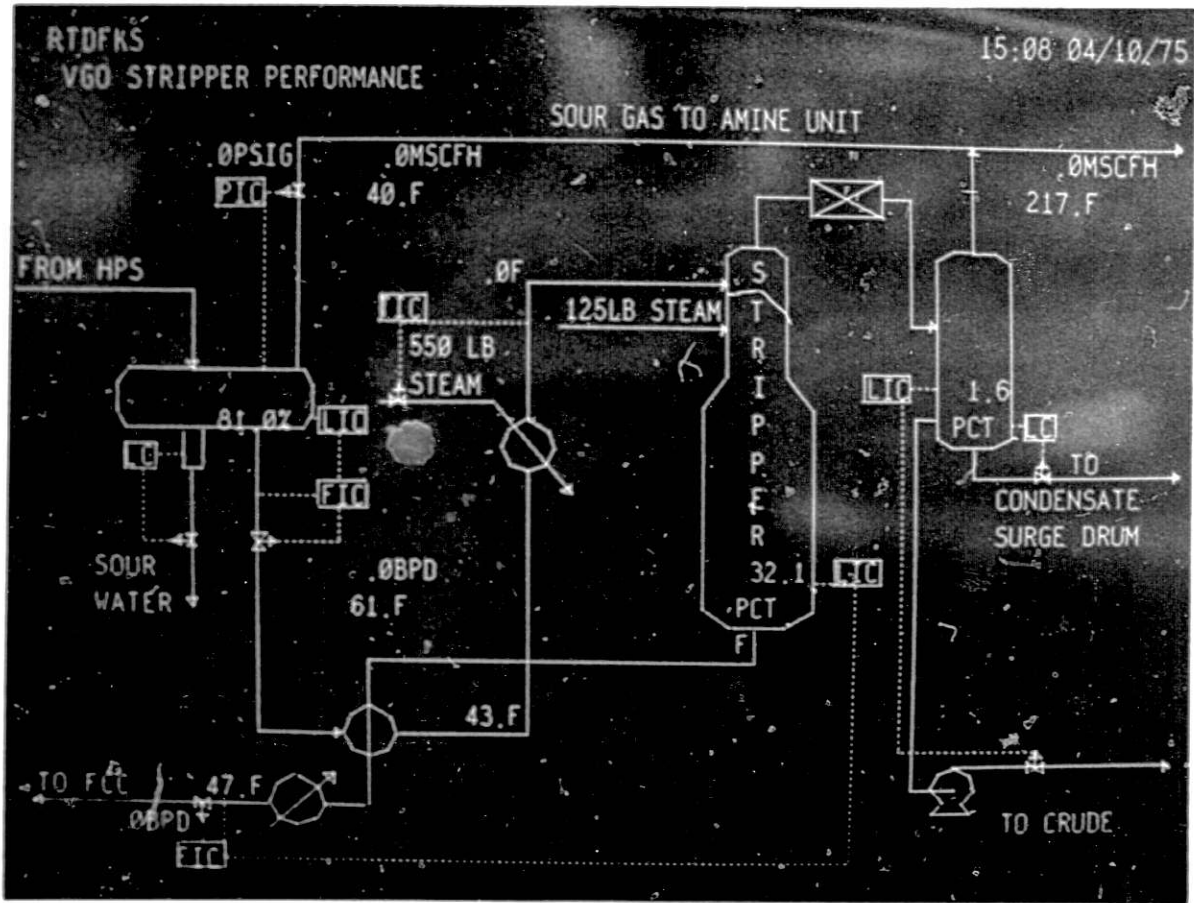 RTDFKS
15:08 04/10/75
VGO STRIPPER PERFORMANCE
SOUR GAS TO AMINE UNIT
.0PSIG
.0MSCFH
.0MSCFH
PIC
40.F
217.F
FROM HPS
0F
125LB STEAM
550 LB
STEAM
STRIPPER
81.0%
LIC
LIC
1.6
PCT
LC
LC
FIC
TO
CONDENSATE
SURGE DRUM
SOUR
WATER
.0BPD
61.F
32.1
LIC
PCT
F
43.F
TO FCC
47.F
0BPD
TO CRUDE
FIC